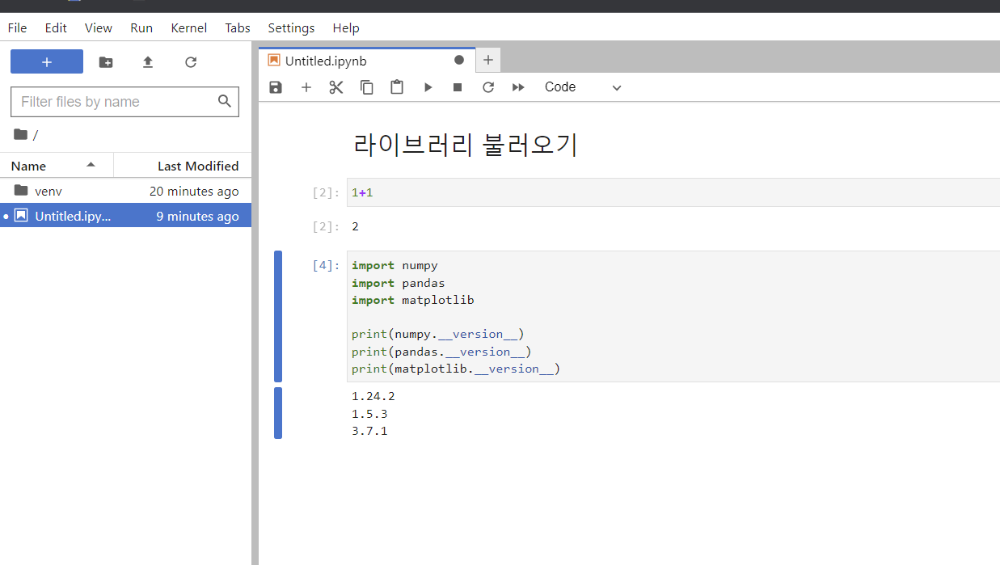 File Edit View Run Kernel Tabs Settings Help
+
Filter files by name
/
Name Last Modified
venv 20 minutes ago
Untitled.ipy... 9 minutes ago
Untitled.ipynb
Code
라이브러리 불러오기
[2]: 1+1
[2]: 2
[4]: import numpy
import pandas
import matplotlib
print(numpy.__version__)
print(pandas.__version__)
print(matplotlib.__version__)
1.24.2
1.5.3
3.7.1